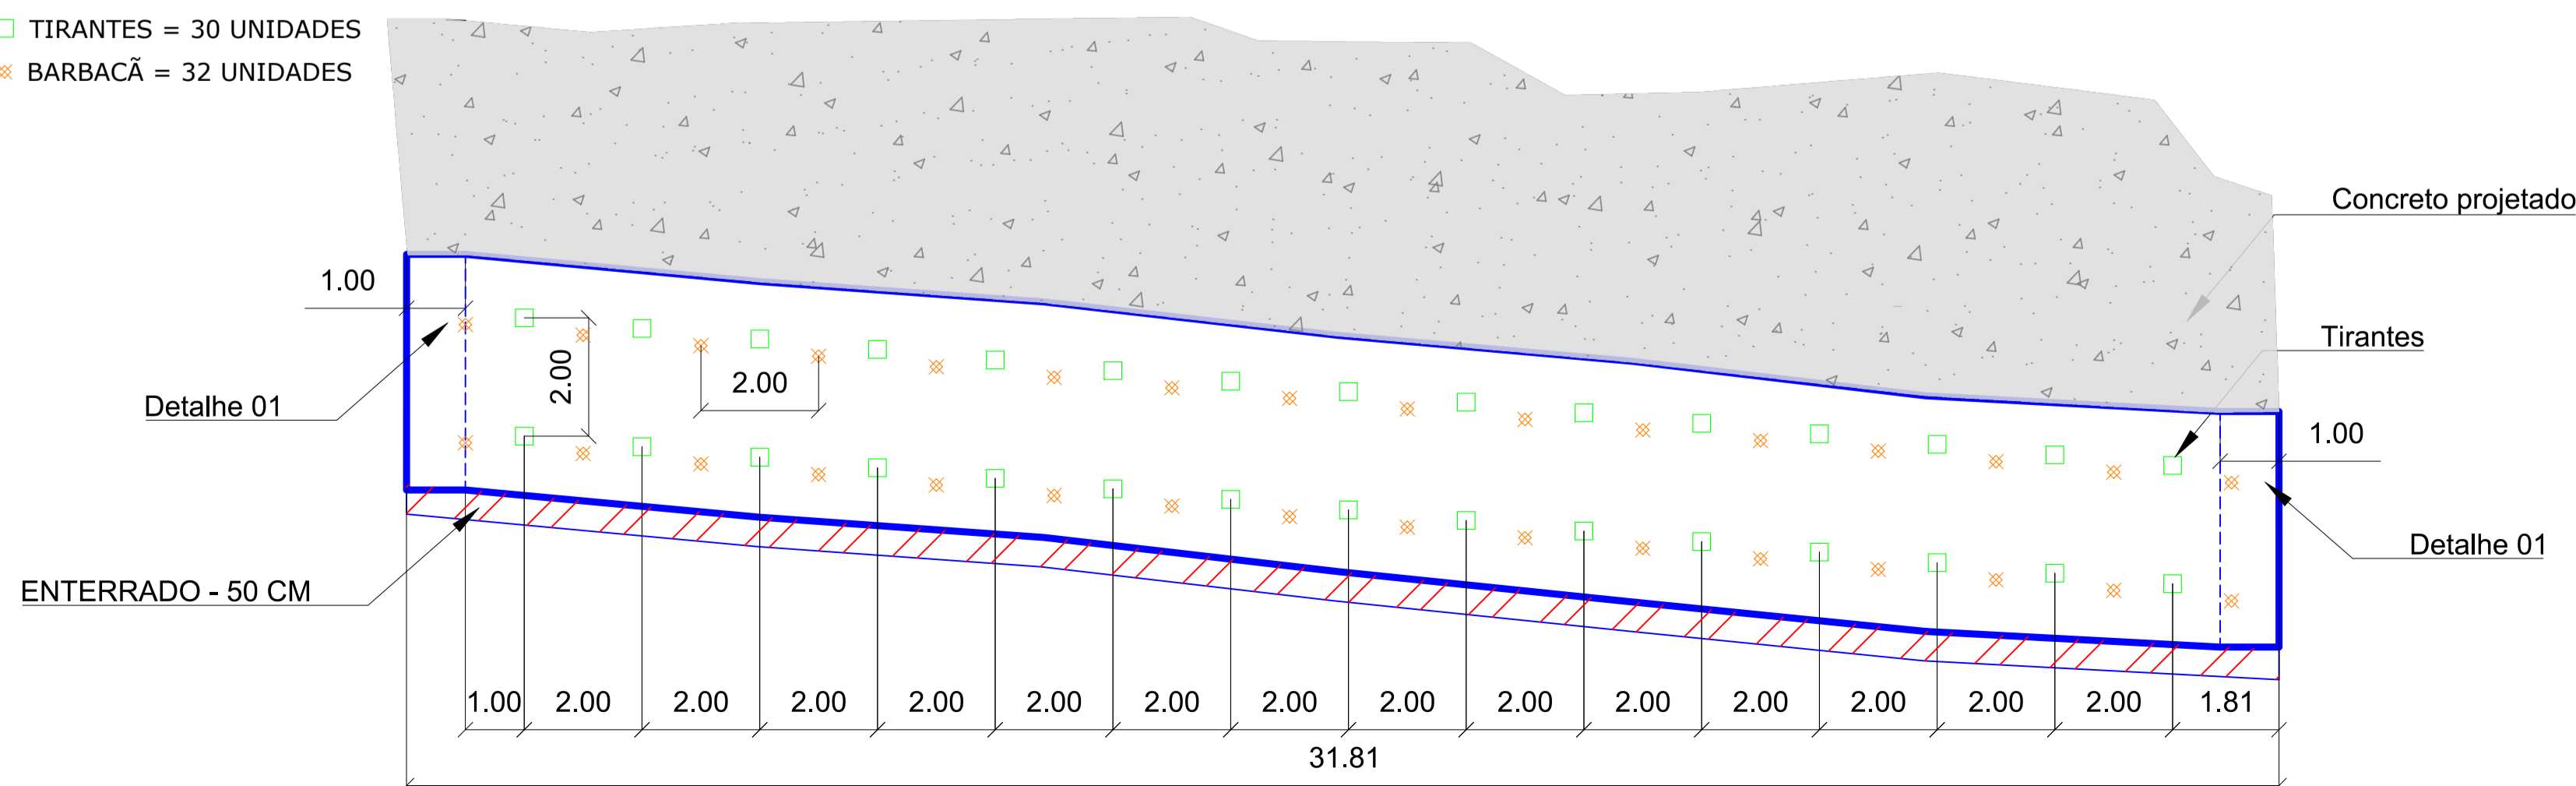 TIRANTES = 30 UNIDADES
BARBACÃ = 32 UNIDADES
Concreto projetado
1.00
Tirantes
2.00
2.00
Detalhe 01
1.00
Detalhe 01
ENTERRADO - 50 CM
1.00 2.00 2.00 2.00 2.00 2.00 2.00 2.00 2.00 2.00 2.00 2.00 2.00 2.00 2.00 1.81
31.81